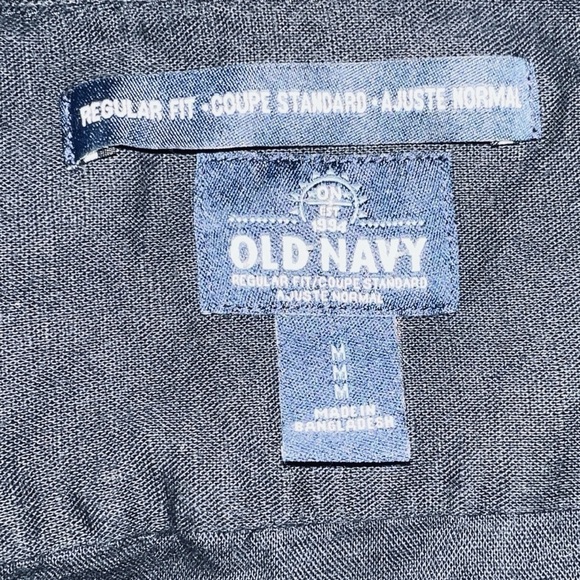 REGULAR FIT • COUPE STANDARD • AJUSTE NORMAL
ON
EST
1994
OLD NAVY
REGULAR FIT/COUPE STANDARD
AJUSTE NORMAL
M
M
M
MADE IN
BANGLADESH